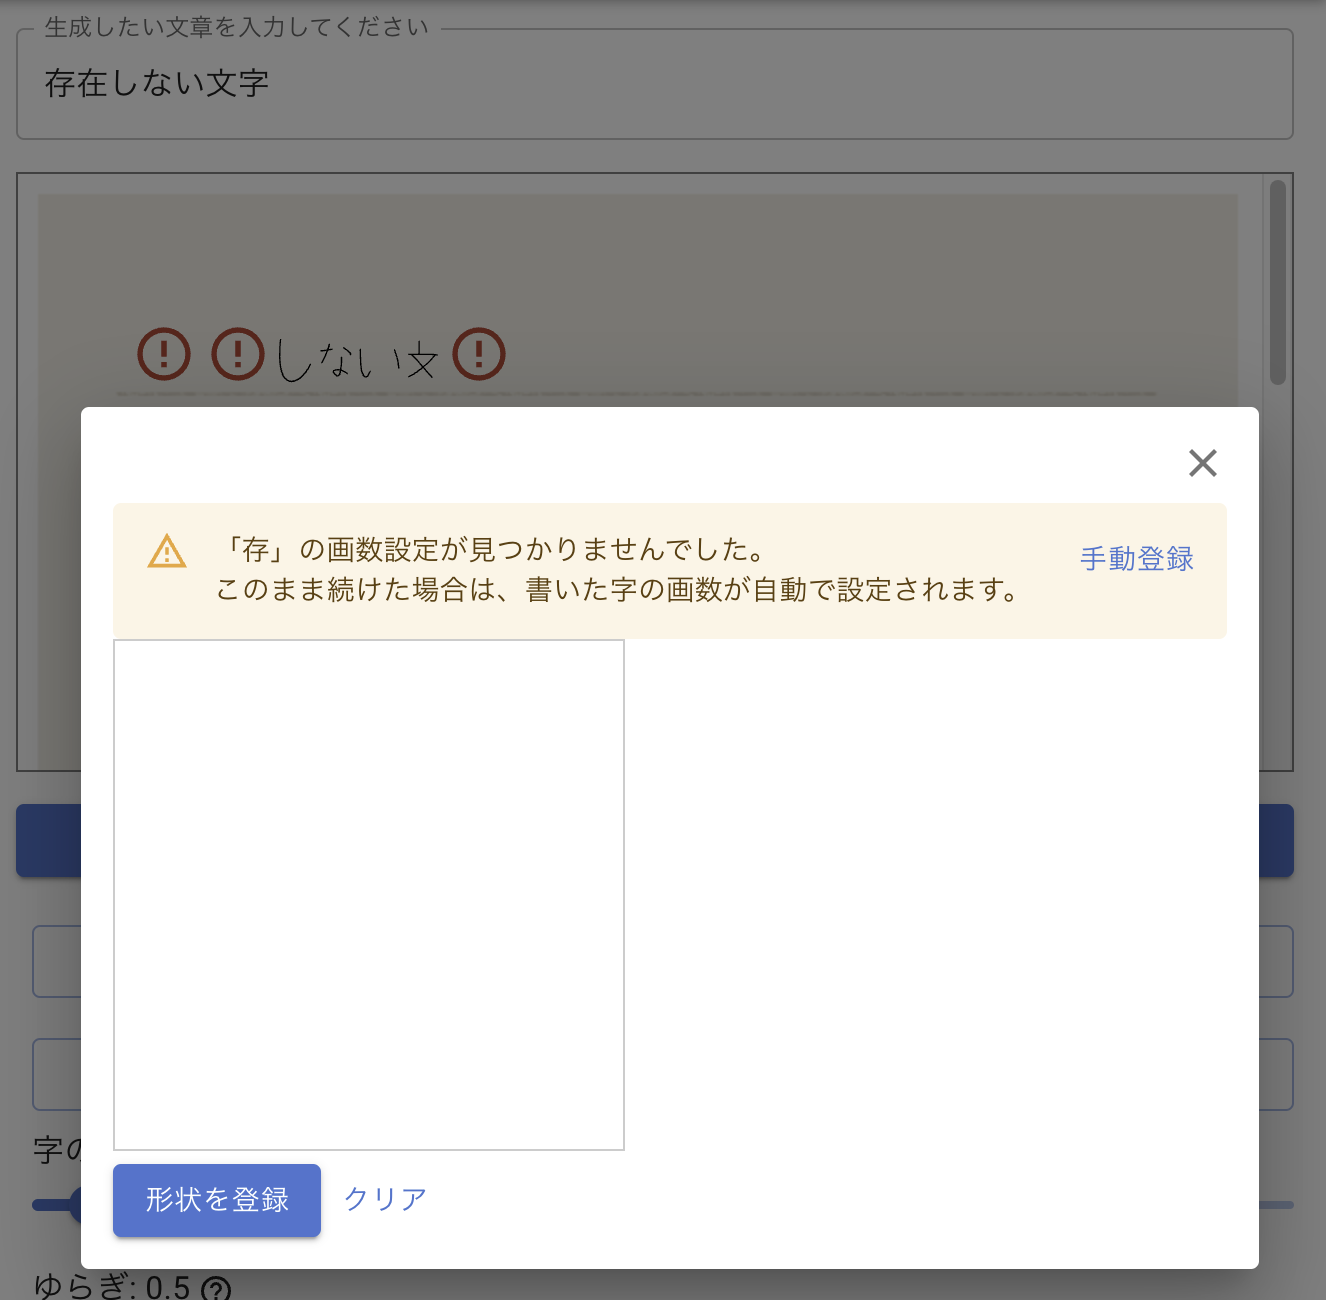 生成したい文章を入力してください
存在しない文字
しない文
「存」の画数設定が見つかりませんでした。
このまま続けた場合は、書いた字の画数が自動で設定されます。
手動登録
形状を登録
クリア
字の
ゆらぎ: 0.5